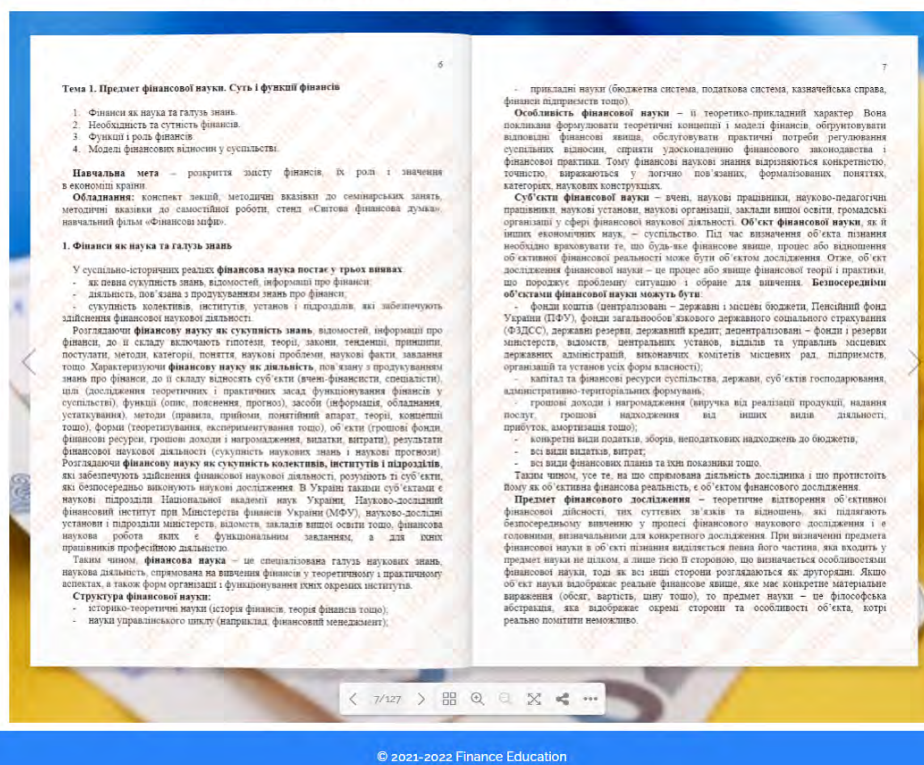 6
Тема 1. Предмет фінансової науки. Суть і функції фінансів
1. Фінанси як наука та галузь знань.
2. Необхідність та сутність фінансів.
3. Функції і роль фінансів
4. Моделі фінансових відносин у суспільстві.
Навчальна мета – розкриття змісту фінансів, їх ролі і значення
в економіці країни.
Обладнання: конспект лекцій, методичні вказівки до семінарських занять,
методичні вказівки до самостійної роботи, стенд «Світова фінансова думка»,
навчальний фільм «Фінансові міфи».
1. Фінанси як наука та галузь знань
У суспільно-історичних реаліях фінансова наука постає у трьох виявах:
- як певна сукупність знань, відомостей, інформації про фінанси;
- діяльність, пов’язана з продукуванням знань про фінанси;
- сукупність колективів, інститутів, установ і підрозділів, які забезпечують
здійснення фінансової наукової діяльності.
Розглядаючи фінансову науку як сукупність знань, відомостей, інформації про
фінанси, до її складу включають гіпотези, теорії, закони, тенденції, принципи,
постулати, методи, категорії, поняття, наукові проблеми, наукові факти, завдання
тощо. Характеризуючи фінансову науку як діяльність, пов’язану з продукуванням
знань про фінанси, до її складу відносять суб’єкти (вчені-фінансисти, спеціалісти),
цілі (дослідження теоретичних і практичних засад функціонування фінансів у
суспільстві), функції (опис, пояснення, прогноз), засоби (інформація, обладнання,
устаткування), методи (правила, прийоми, понятійний апарат, теорії, концепції
тощо), форми (теоретизування, експериментування тощо), об’єкти (грошові фонди,
фінансові ресурси, грошові доходи і нагромадження, видатки, витрати), результати
фінансової наукової діяльності (сукупність наукових знань і наукові прогнози).
Розглядаючи фінансову науку як сукупність колективів, інститутів і підрозділів,
які забезпечують здійснення фінансової наукової діяльності, розуміють ті суб’єкти,
які безпосередньо виконують наукові дослідження. В Україні такими суб’єктами є
наукові підрозділи Національної академії наук України, Науково-дослідний
фінансовий інститут при Міністерства фінансів України (МФУ), науково-дослідні
установи і підрозділи міністерств, відомств, закладів вищої освіти тощо, фінансова
наукова робота яких є функціональним завданням, а для їхніх
працівників професійною діяльністю.
Таким чином, фінансова наука – це спеціалізована галузь наукових знань,
наукова діяльність, спрямована на вивчення фінансів у теоретичному і практичному
аспектах, а також форм організації і функціонування їхніх окремих інститутів.
Структура фінансової науки:
- історико-теоретичні науки (історія фінансів, теорія фінансів тощо);
- науки управлінського циклу (наприклад, фінансовий менеджмент);
7
- прикладні науки (бюджетна система, податкова система, казначейська справа,
фінанси підприємств тощо).
Особливість фінансової науки – її теоретико-прикладний характер. Вона
покликана формулювати теоретичні концепції і моделі фінансів, обґрунтовувати
відповідні фінансові явища, обслуговувати практичні потреби регулювання
суспільних відносин, сприяти удосконаленню фінансового законодавства і
фінансової практики. Тому фінансові наукові знання відрізняються конкретністю,
точністю, виражаються у логічно пов’язаних, формалізованих поняттях,
категоріях, наукових конструкціях.
Суб’єкти фінансової науки – вчені, наукові працівники, науково-педагогічні
працівники, наукові установи, наукові організації, заклади вищої освіти, громадські
організації у сфері фінансової наукової діяльності. Об’єкт фінансової науки, як й
інших економічних наук, – суспільство. Під час визначення об’єкта пізнання
необхідно враховувати те, що будь-яке фінансове явище, процес або відношення
об’єктивної фінансової реальності може бути об’єктом дослідження. Отже, об’єкт
дослідження фінансової науки – це процес або явище фінансової теорії і практики,
що породжує проблемну ситуацію і обране для вивчення. Безпосередніми
об’єктами фінансової науки можуть бути:
- фонди коштів (централізовані – державні і місцеві бюджети, Пенсійний фонд
України (ПФУ), фонди загальнообов’язкового державного соціального страхування
(ФЗДСС), державні резерви, державний кредит; децентралізовані – фонди і резерви
міністерств, відомств, центральних установ, відділів та управлінь місцевих
державних адміністрацій, виконавчих комітетів місцевих рад, підприємств,
організацій та установ усіх форм власності);
- капітал та фінансові ресурси суспільства, держави, суб’єктів господарювання,
адміністративно-територіальних формувань;
- грошові доходи і нагромадження (виручка від реалізації продукції, надання
послуг, грошові надходження від інших видів діяльності,
прибуток, амортизація тощо);
- конкретні види податків, зборів, неподаткових надходжень до бюджетів;
- всі види видатків, витрат;
- всі види фінансових планів та їхні показники тощо.
Таким чином, усе те, на що спрямована діяльність дослідника і що протистоїть
йому як об’єктивна фінансова реальність, є об’єктом фінансового дослідження.
Предмет фінансового дослідження – теоретичне відтворення об’єктивної
фінансової дійсності, тих суттєвих зв’язків та відношень, які підлягають
безпосередньому вивченню у процесі фінансового наукового дослідження і є
головними, визначальними для конкретного дослідження. При визначенні предмета
фінансової науки в об’єкті пізнання виділяється певна його частина, яка входить у
предмет науки не цілком, а лише тією її стороною, що визначається особливостями
фінансової науки, тоді як всі інші сторони розглядаються як другорядні. Якщо
об’єкт науки відображає реальне фінансове явище, яке має конкретне матеріальне
вираження (обсяг, вартість, ціну тощо), то предмет науки – це філософська
абстракція, яка відображає окремі сторони та особливості об’єкта, котрі
реально помітити неможливо.
7/127
© 2021-2022 Finance Education